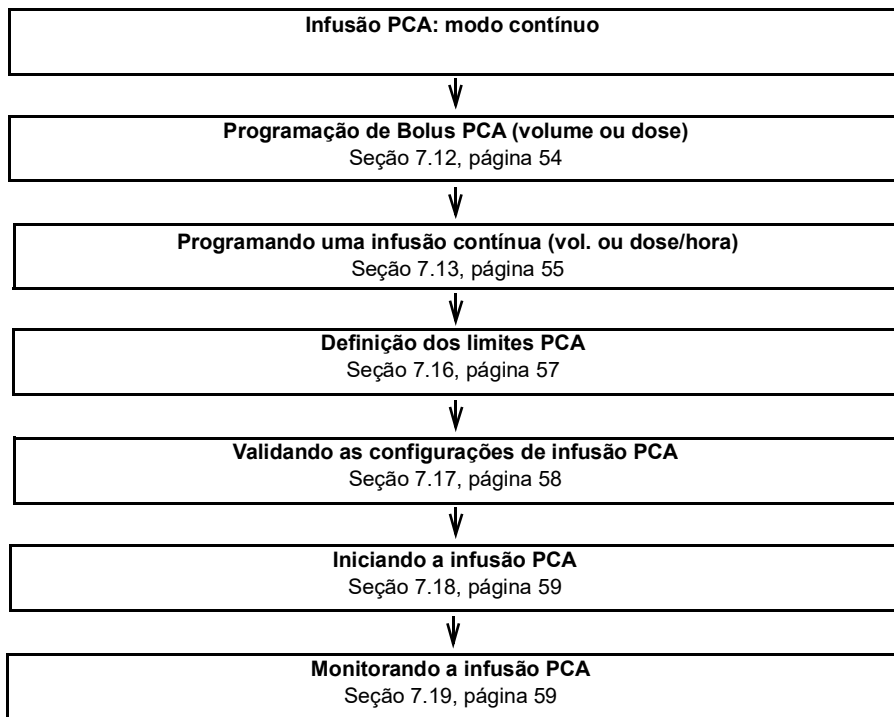 Infusão PCA: modo contínuo
Programação de Bolus PCA (volume ou dose)
Seção 7.12, página 54
Programando uma infusão contínua (vol. ou dose/hora)
Seção 7.13, página 55
Definição dos limites PCA
Seção 7.16, página 57
Validando as configurações de infusão PCA
Seção 7.17, página 58
Iniciando a infusão PCA
Seção 7.18, página 59
Monitorando a infusão PCA
Seção 7.19, página 59